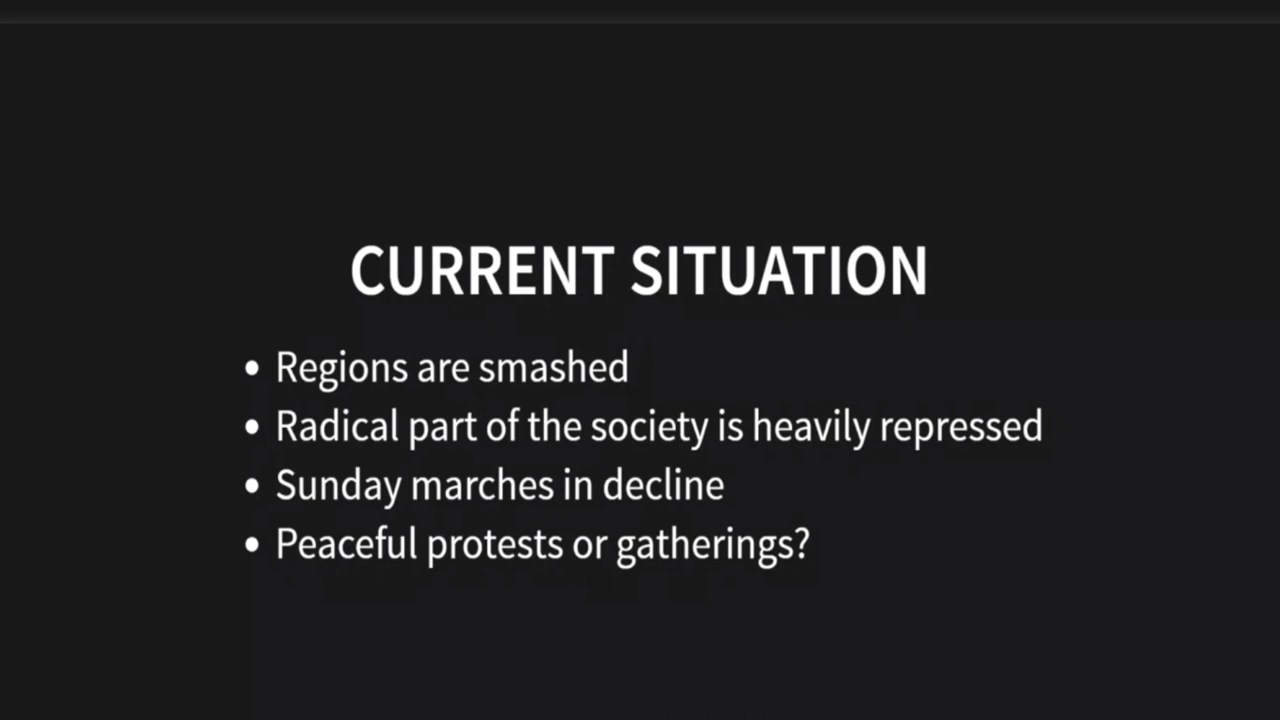 CURRENT SITUATION
• Regions are smashed
• Radical part of the society is heavily repressed
• Sunday marches in decline
• Peaceful protests or gatherings?